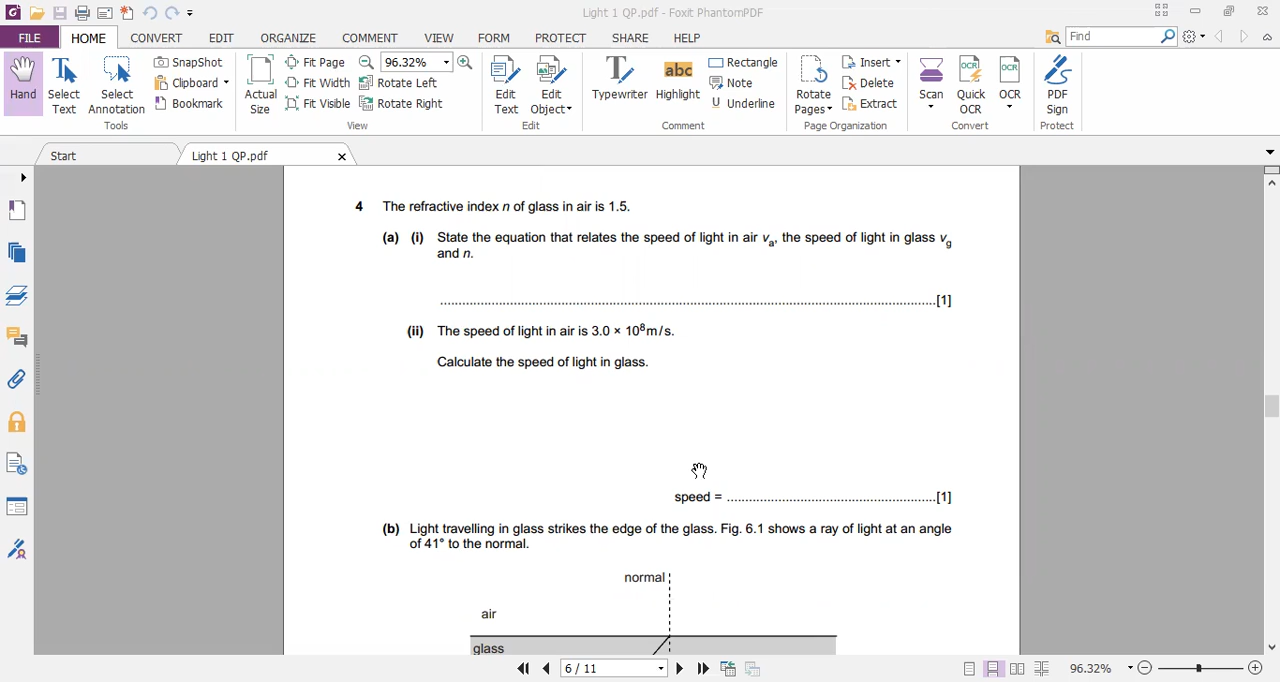 Light 1 QP.pdf - Foxit PhantomPDF
FILE HOME CONVERT EDIT ORGANIZE COMMENT VIEW FORM PROTECT SHARE HELP
Find
Hand
Select Text
Select Annotation
SnapShot
Clipboard
Bookmark
Tools
Actual Size
Fit Page
Fit Width
Fit Visible
96.32%
Rotate Left
Rotate Right
View
Edit Text
Edit Object
Edit
Typewriter
abc
Highlight
Rectangle
Note
U Underline
Comment
Rotate Pages
Insert
Delete
Extract
Page Organization
Scan
OCR
Quick OCR
OCR
OCR
Convert
PDF Sign
Protect
Start
Light 1 QP.pdf
4 The refractive index n of glass in air is 1.5.
(a) (i) State the equation that relates the speed of light in air vₐ, the speed of light in glass v_g
and n.
..........................................................................................................................................[1]
(ii) The speed of light in air is 3.0 × 10⁸m/s.
Calculate the speed of light in glass.
speed = .........................................................[1]
(b) Light travelling in glass strikes the edge of the glass. Fig. 6.1 shows a ray of light at an angle
of 41° to the normal.
normal
air
glass
6 / 11
96.32%